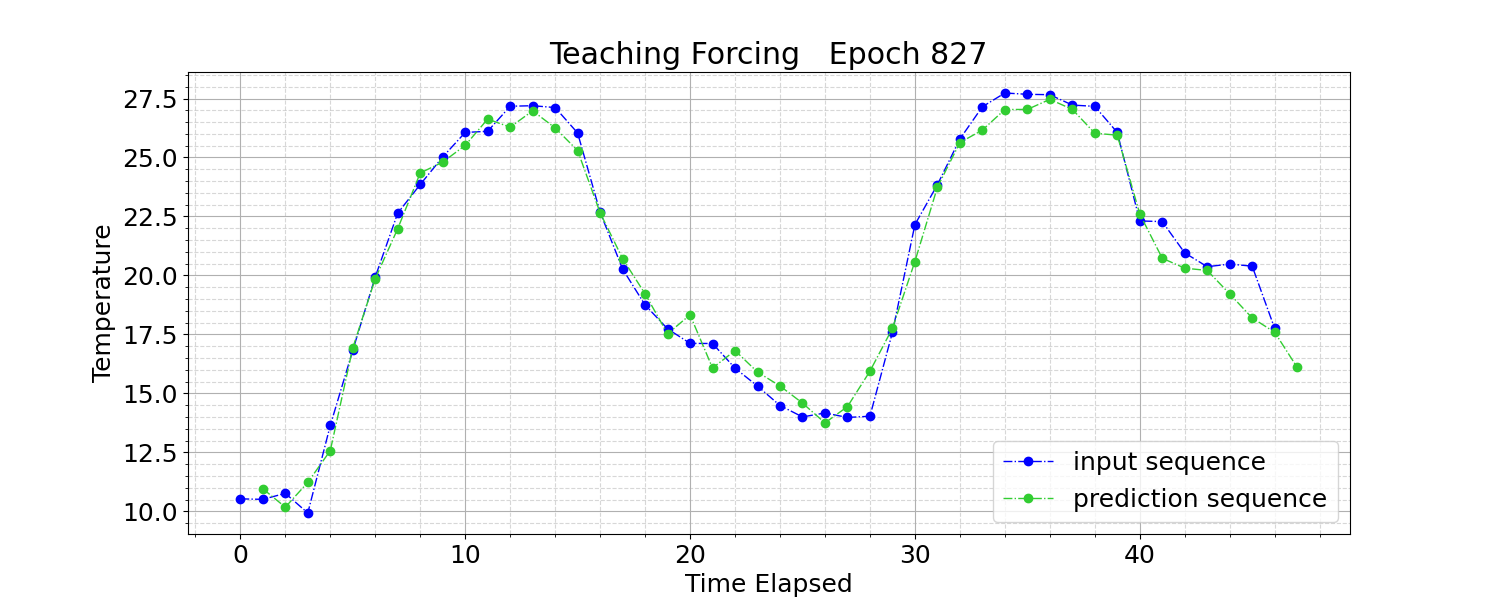 Teaching Forcing   Epoch 827
27.5
25.0
22.5
20.0
17.5
15.0
12.5
10.0
Temperature
0 10 20 30 40
Time Elapsed
input sequence
prediction sequence